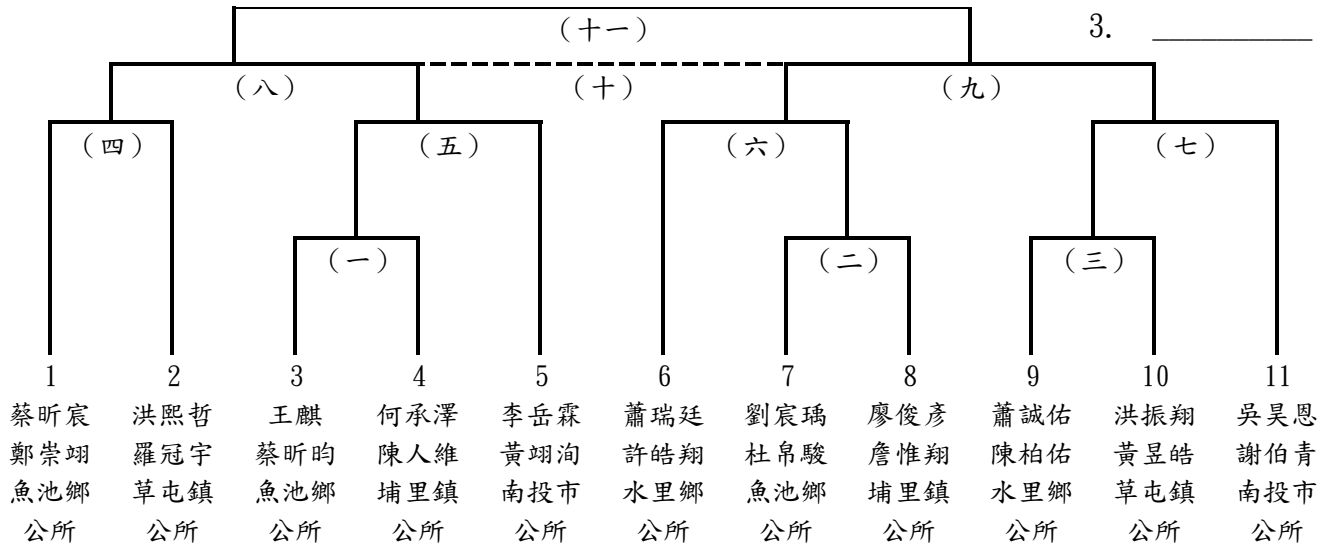 （十一）
3. __________
（八）
（十）
（九）
（四）
（五）
（六）
（七）
（一）
（二）
（三）
1 2 3 4 5 6 7 8 9 10 11
蔡昕宸 洪熙哲 王麒 何承澤 李岳霖 蕭瑞廷 劉宸瑀 廖俊彥 蕭誠佑 洪振翔 吳昊恩
鄭崇翊 羅冠宇 蔡昕昀 陳人維 黃翊洵 許皓翔 杜帛駿 詹惟翔 陳柏佑 黃昱皓 謝伯青
魚池鄉 草屯鎮 魚池鄉 埔里鎮 南投市 水里鄉 魚池鄉 埔里鎮 水里鄉 草屯鎮 南投市
公所 公所 公所 公所 公所 公所 公所 公所 公所 公所 公所